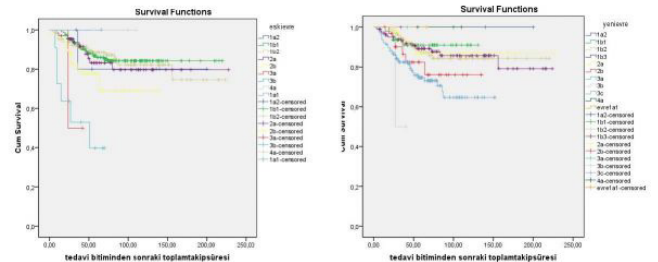 Survival Functions
eskievre
1a2
1b1
1b2
2a
2b
3a
3b
4a
1a1
1a2-censored
1b1-censored
1b2-censored
2a-censored
2b-censored
3a-censored
3b-censored
4a-censored
1a1-censored
Cum Survival
1,0
0,8
0,6
0,4
0,2
0,0
0,00
50,00
100,00
150,00
200,00
250,00
tedavi bitiminden sonraki toplamtakipsüresi
Survival Functions
yenievre
1a2
1b1
1b2
1b3
2a
2b
3a
3b
3c
4a
evre1a1
1a2-censored
1b1-censored
1b2-censored
1b3-censored
2a-censored
2b-censored
3a-censored
3b-censored
3c-censored
4a-censored
evre1a1-censored
Cum Survival
1,0
0,8
0,6
0,4
0,2
0,0
0,00
50,00
100,00
150,00
200,00
250,00
tedavi bitiminden sonraki toplamtakipsüresi